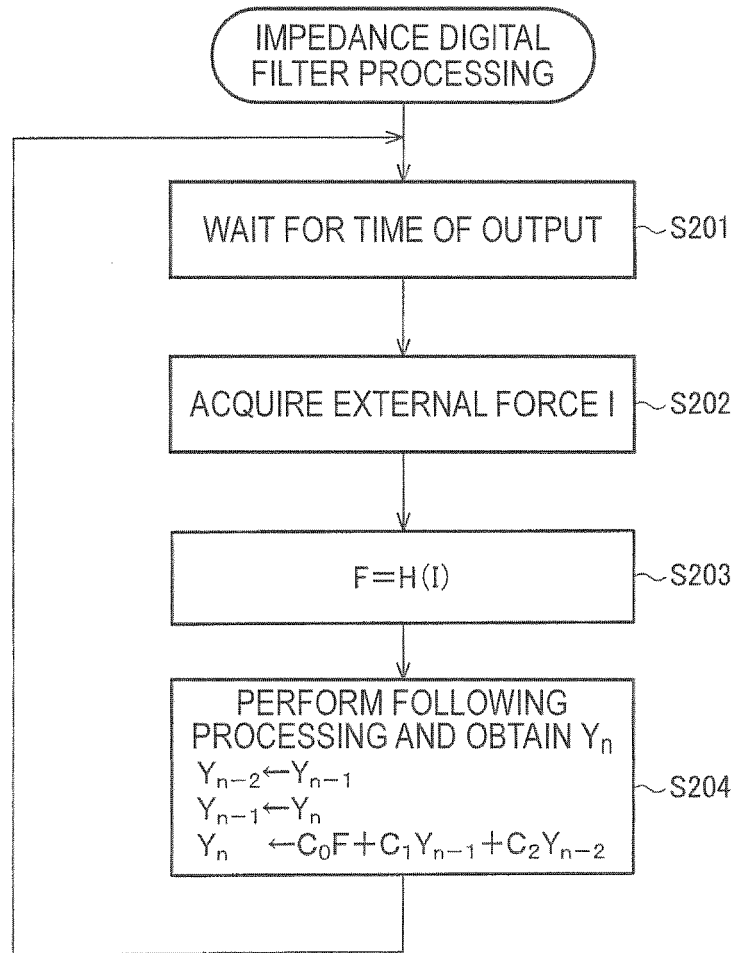 IMPEDANCE DIGITAL
FILTER PROCESSING
WAIT FOR TIME OF OUTPUT
S201
ACQUIRE EXTERNAL FORCE I
S202
F=H(I)
S203
PERFORM FOLLOWING
PROCESSING AND OBTAIN Yₙ
Yₙ₋₂←Yₙ₋₁
Yₙ₋₁←Yₙ
Yₙ ←C₀F+C₁Yₙ₋₁+C₂Yₙ₋₂
S204